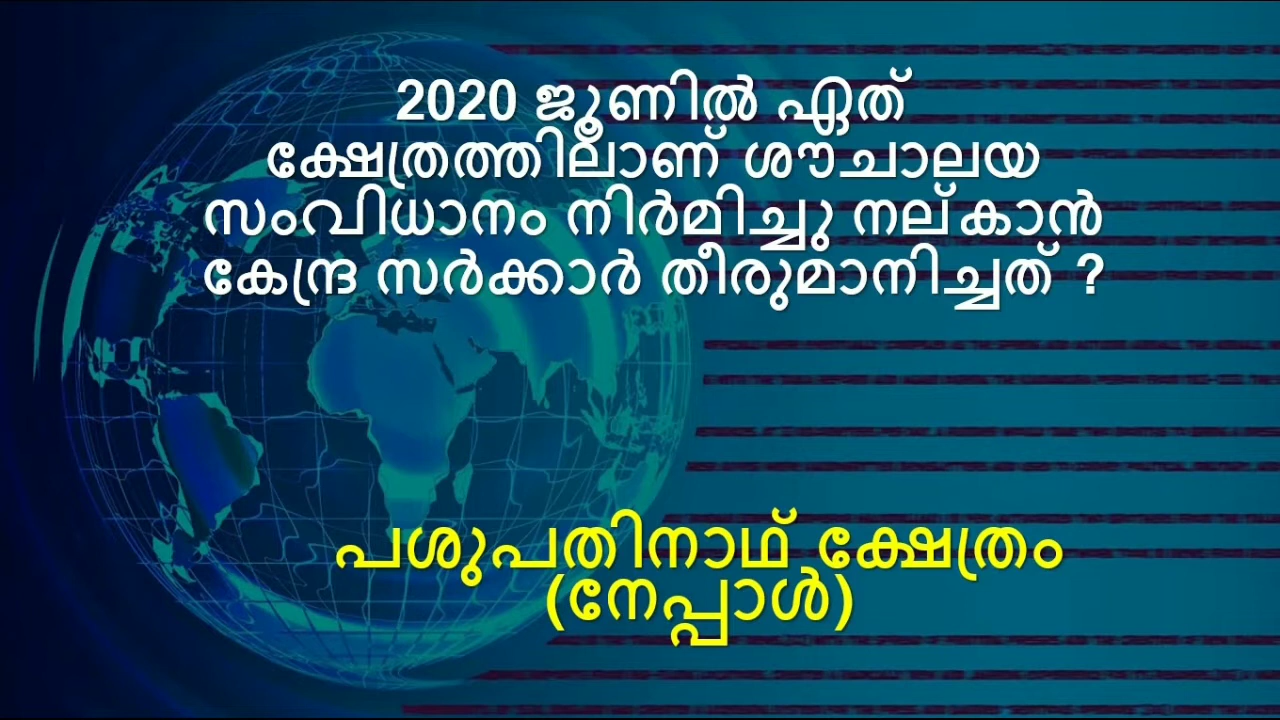 2020 ജൂണിൽ ഏത്
ക്ഷേത്രത്തിലാണ് ശൗചാലയ
സംവിധാനം നിർമിച്ചു നല്കാൻ
കേന്ദ്ര സർക്കാർ തീരുമാനിച്ചത് ?
പശുപതിനാഥ് ക്ഷേത്രം
(നേപ്പാൾ)